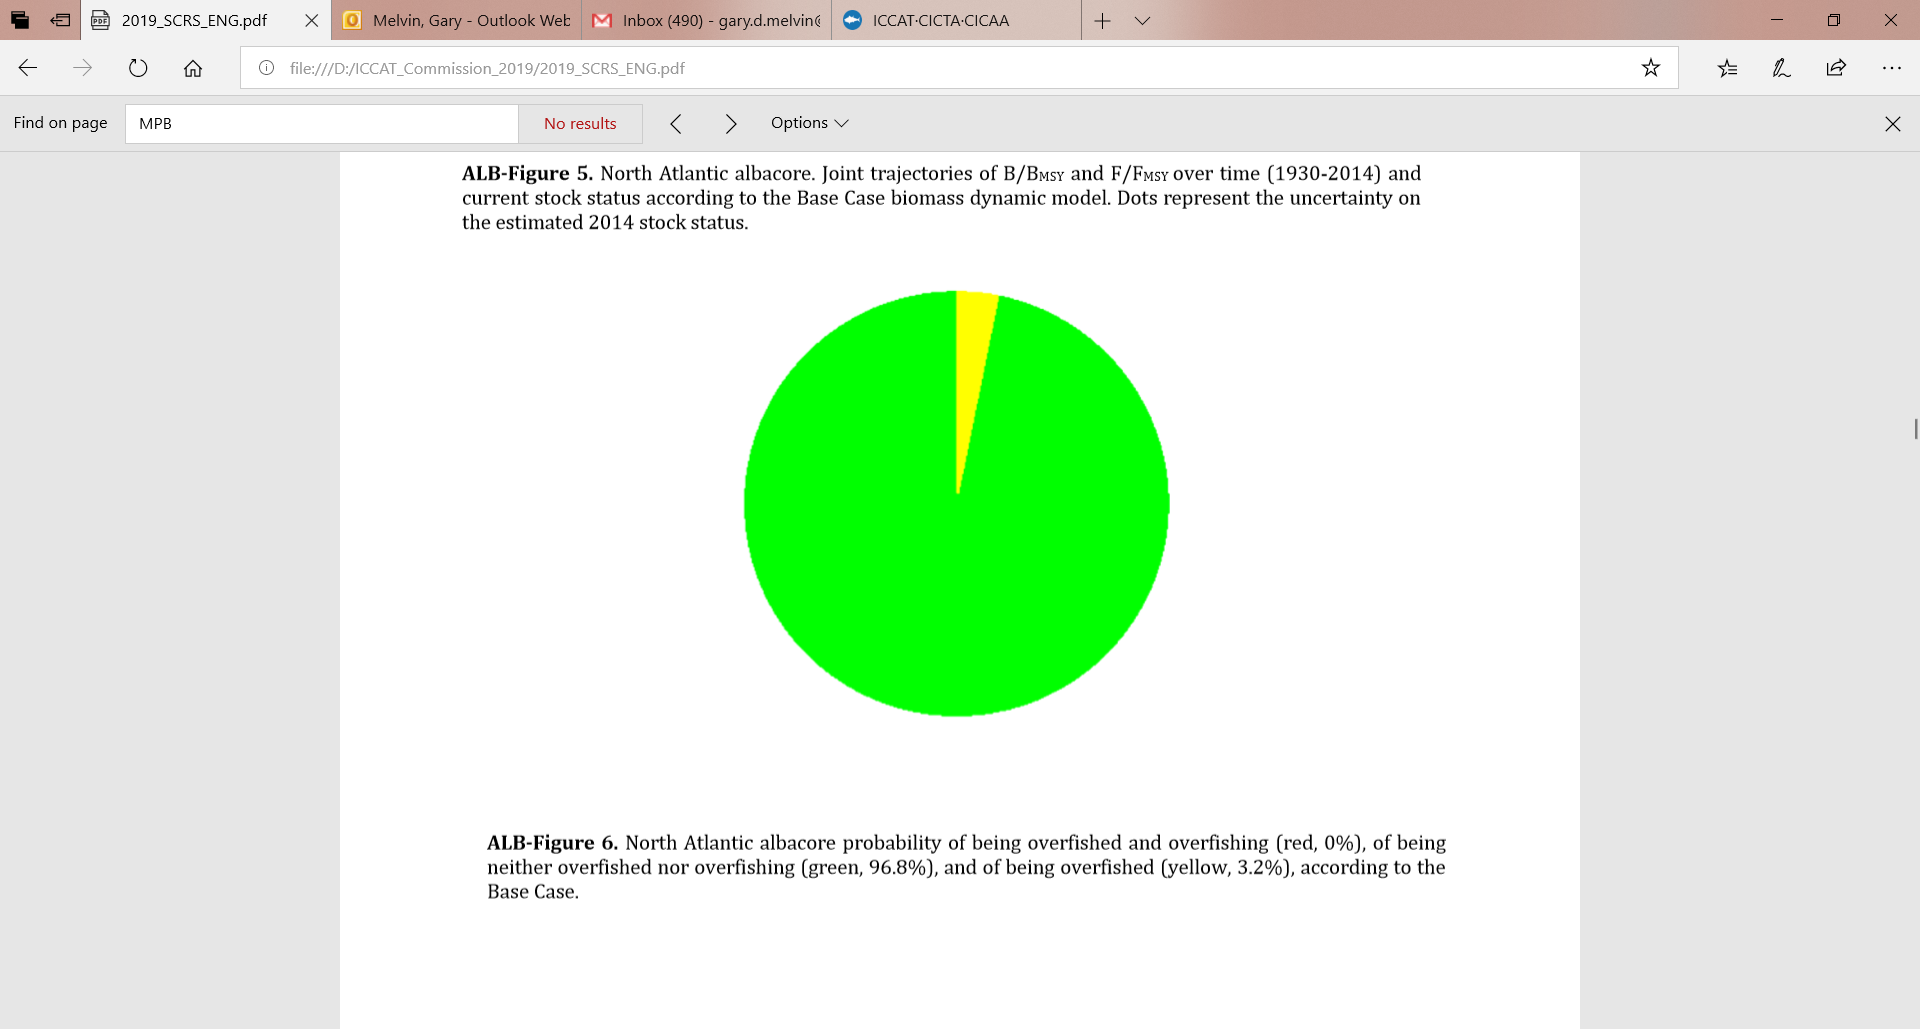 2019_SCRS_ENG.pdf
Melvin, Gary - Outlook Web
Inbox (490) - gary.d.melvin
ICCAT·CICTA·CICAA
file:///D:/ICCAT_Commission_2019/2019_SCRS_ENG.pdf
Find on page
MPB
No results
Options
ALB-Figure 5. North Atlantic albacore. Joint trajectories of B/BMSY and F/FMSY over time (1930-2014) and
current stock status according to the Base Case biomass dynamic model. Dots represent the uncertainty on
the estimated 2014 stock status.
ALB-Figure 6. North Atlantic albacore probability of being overfished and overfishing (red, 0%), of being
neither overfished nor overfishing (green, 96.8%), and of being overfished (yellow, 3.2%), according to the
Base Case.